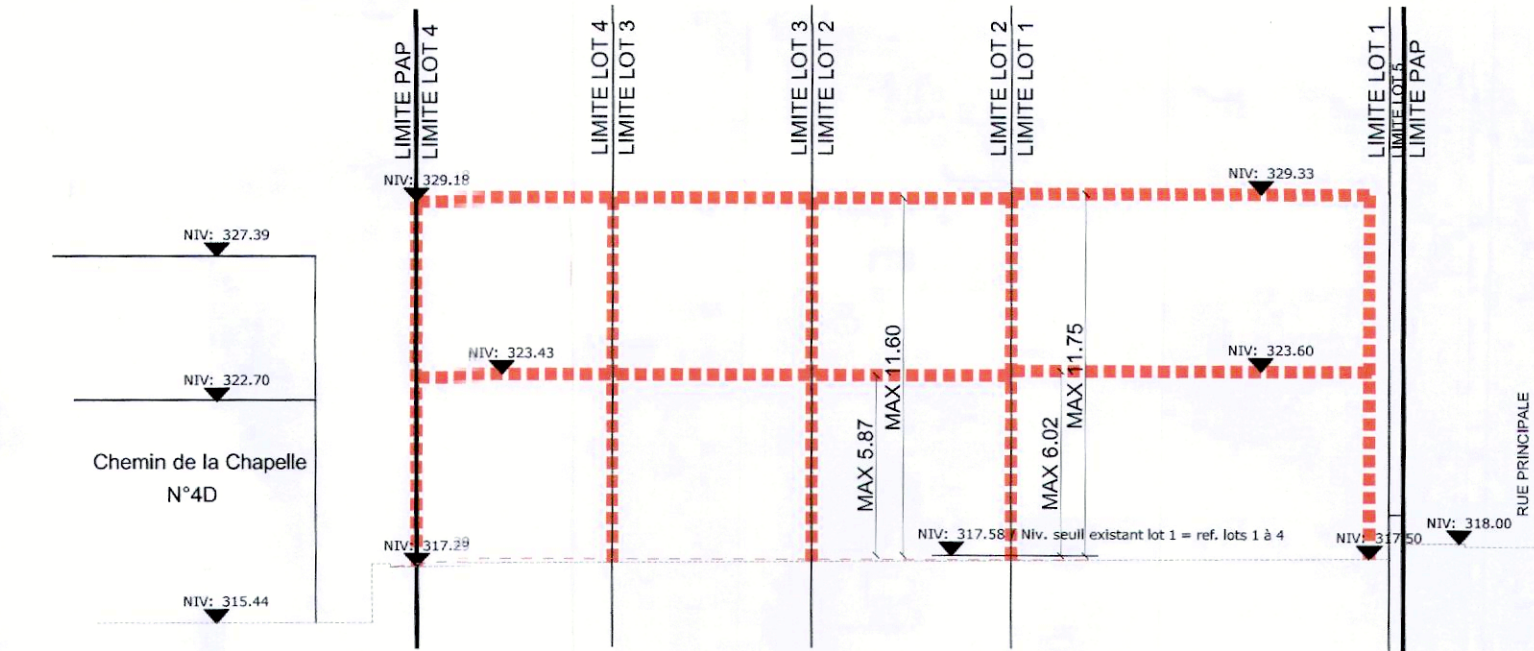 LIMITE PAP
LIMITE LOT 4
LIMITE LOT 4
LIMITE LOT 3
LIMITE LOT 3
LIMITE LOT 2
LIMITE LOT 2
LIMITE LOT 1
LIMITE LOT 1
LIMITE LOT 5
LIMITE PAP
NIV: 329.18
NIV: 329.33
NIV: 327.39
NIV: 323.43
NIV: 323.60
NIV: 322.70
MAX 5.87
MAX 11.60
MAX 6.02
MAX 11.75
RUE PRINCIPALE
Chemin de la Chapelle
N°4D
NIV: 317.29
NIV: 317.58 / Niv. seuil existant lot 1 = ref. lots 1 à 4
NIV: 317.50
NIV: 318.00
NIV: 315.44